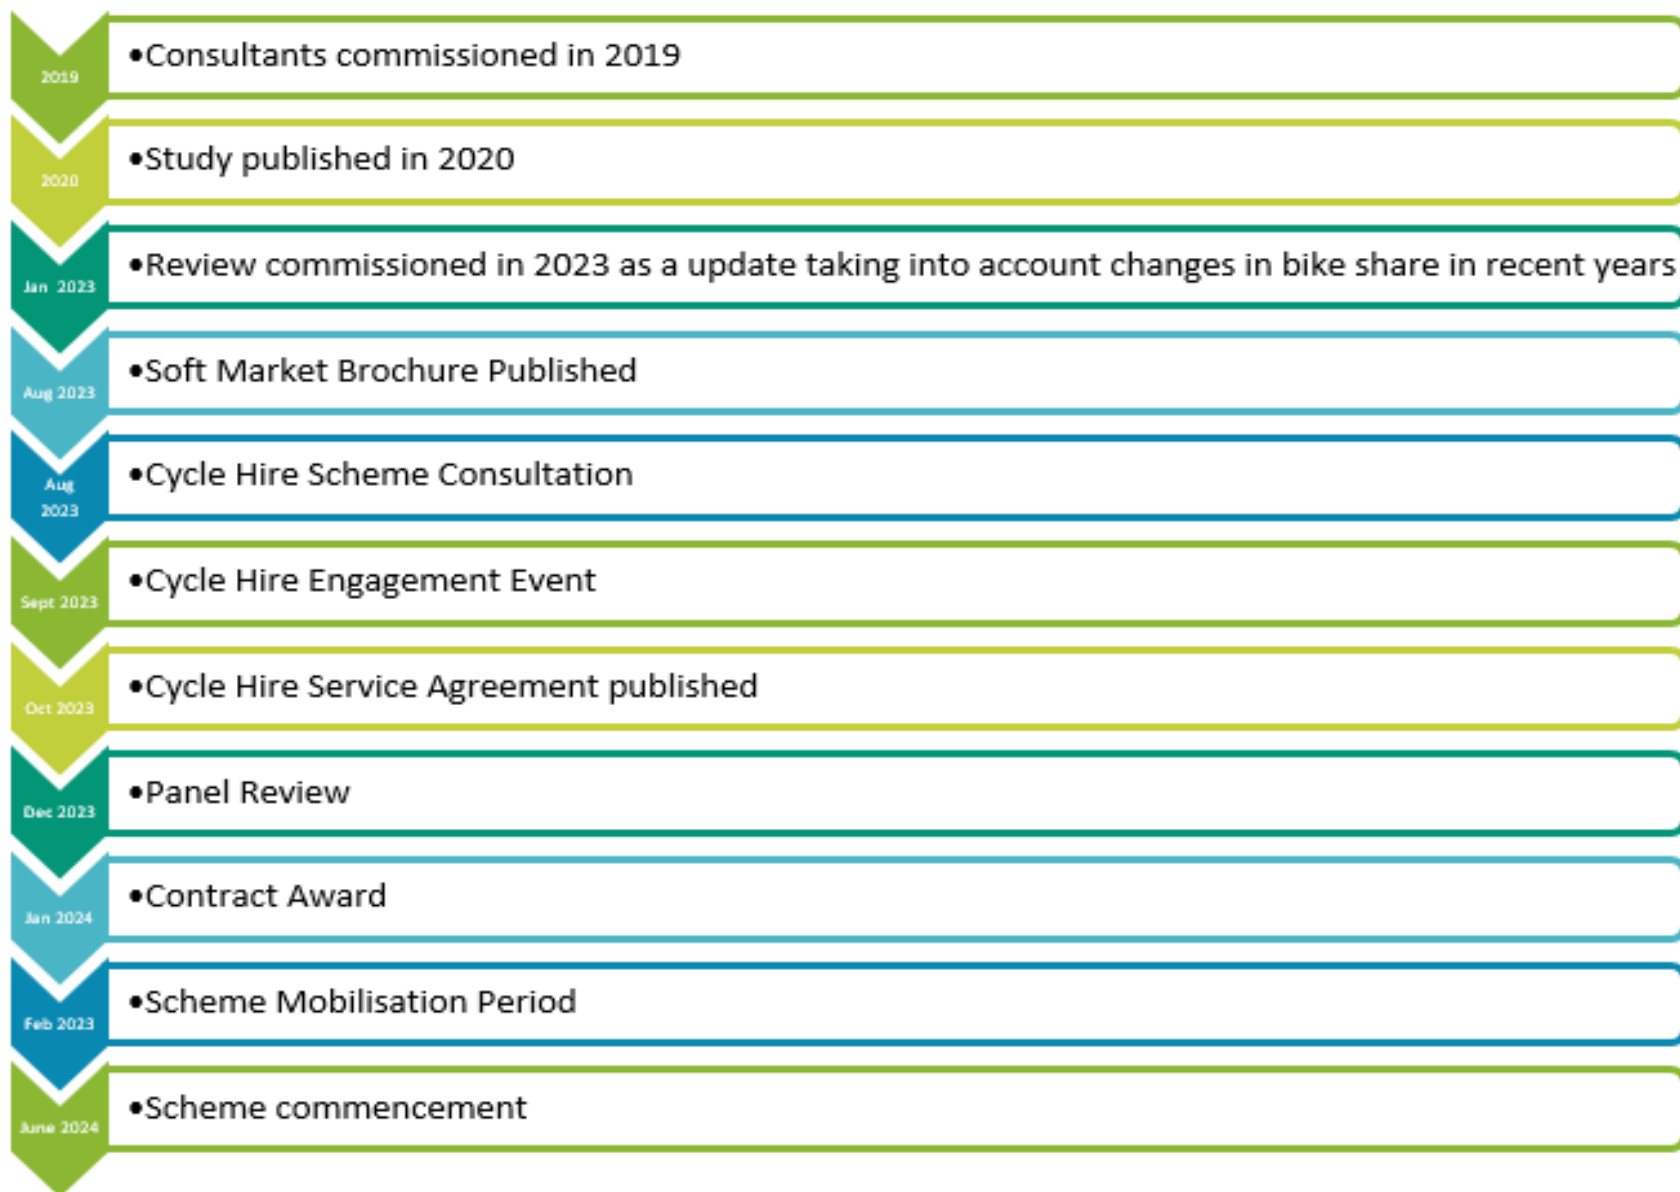 2019
•Consultants commissioned in 2019
2020
•Study published in 2020
Jan 2023
•Review commissioned in 2023 as a update taking into account changes in bike share in recent years
Aug 2023
•Soft Market Brochure Published
Aug
2023
•Cycle Hire Scheme Consultation
Sept 2023
•Cycle Hire Engagement Event
Oct 2023
•Cycle Hire Service Agreement published
Dec 2023
•Panel Review
Jan 2024
•Contract Award
Feb 2023
•Scheme Mobilisation Period
June 2024
•Scheme commencement